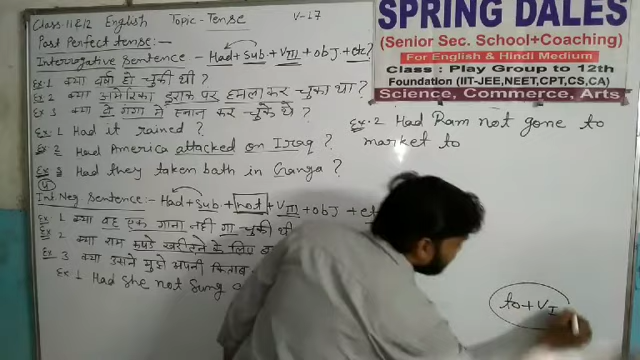 Class 11 & 12 English Topic - Tense V-17
Past Perfect tense:-
Interrogative Sentence - Had + Sub. + VIII + obJ + etc?
Ex.1 क्या वर्षा हो चुकी थी ?
Ex.2 क्या अमेरिका इराक पर हमला कर चुका था ?
Ex.3 क्या वे गंगा में स्नान कर चुके थे ?
Ex.1 Had it rained ?
Ex.2 Had America attacked on Iraq ?
Ex.3 Had they taken bath in Ganga ?
Int Neg Sentence:- Had + Sub. + not + VIII + obJ +
Ex. 1 क्या वह एक गाना नही गा चुकी थी
Ex. 2 क्या राम कपडे खरीदने के लिए
Ex. 3 क्या उसने मुझे अपनी किताब
Ex.1 Had She not Sung
SPRING DALES
(Senior Sec. School+Coaching)
For English & Hindi Medium
Class : Play Group to 12th
Foundation (IIT-JEE,NEET,CPT,CS,CA)
Science, Commerce, Arts
Ex.2 Had Ram not gone to
market to
to + VI